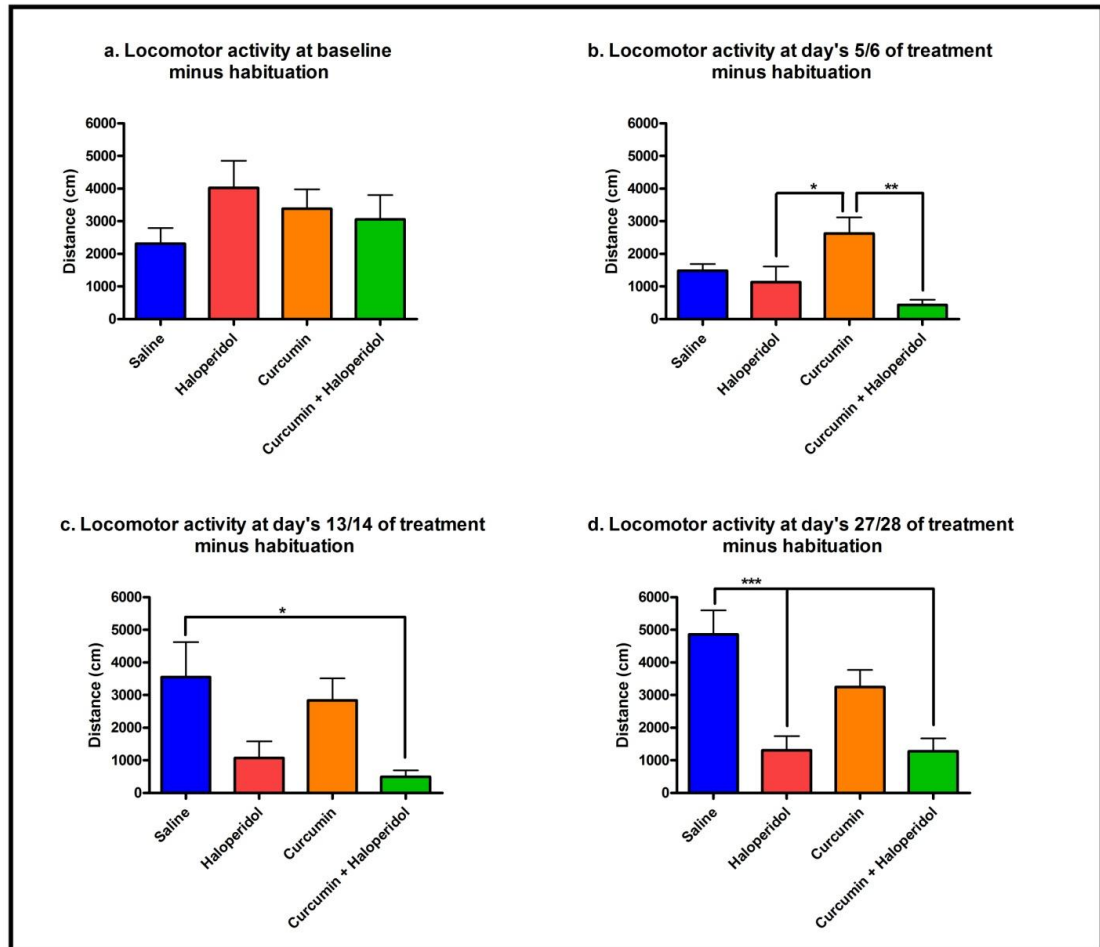 a. Locomotor activity at baseline
minus habituation
Distance (cm)
6000
5000
4000
3000
2000
1000
0
Saline
Haloperidol
Curcumin
Curcumin + Haloperidol
b. Locomotor activity at day's 5/6 of treatment
minus habituation
Distance (cm)
6000
5000
4000
3000
2000
1000
0
*
**
Saline
Haloperidol
Curcumin
Curcumin + Haloperidol
c. Locomotor activity at day's 13/14 of treatment
minus habituation
Distance (cm)
6000
5000
4000
3000
2000
1000
0
*
Saline
Haloperidol
Curcumin
Curcumin + Haloperidol
d. Locomotor activity at day's 27/28 of treatment
minus habituation
Distance (cm)
6000
5000
4000
3000
2000
1000
0
***
Saline
Haloperidol
Curcumin
Curcumin + Haloperidol